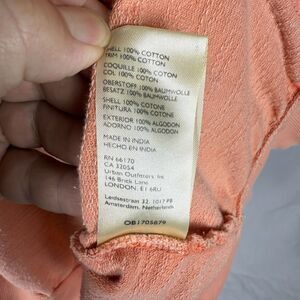 SHELL 100% COTTON
TRIM 100% COTTON
COQUILLE 100% COTON
COL 100% COTON
OBERSTOFF 100% BAUMWOLLE
BESATZ 100% BAUMWOLLE
SHELL 100% COTONE
FINITURA 100% COTONE
EXTERIOR 100% ALGODON
ADORNO 100% ALGODON
MADE IN INDIA
HECHO EN INDIA
RN 66170
CA 32054
Urban Outfitters Inc
146 Brick Lane
LONDON, E1 6RU
Leidsestraat 32, 1017 PB
Amsterdam, Netherlands
OB1705879